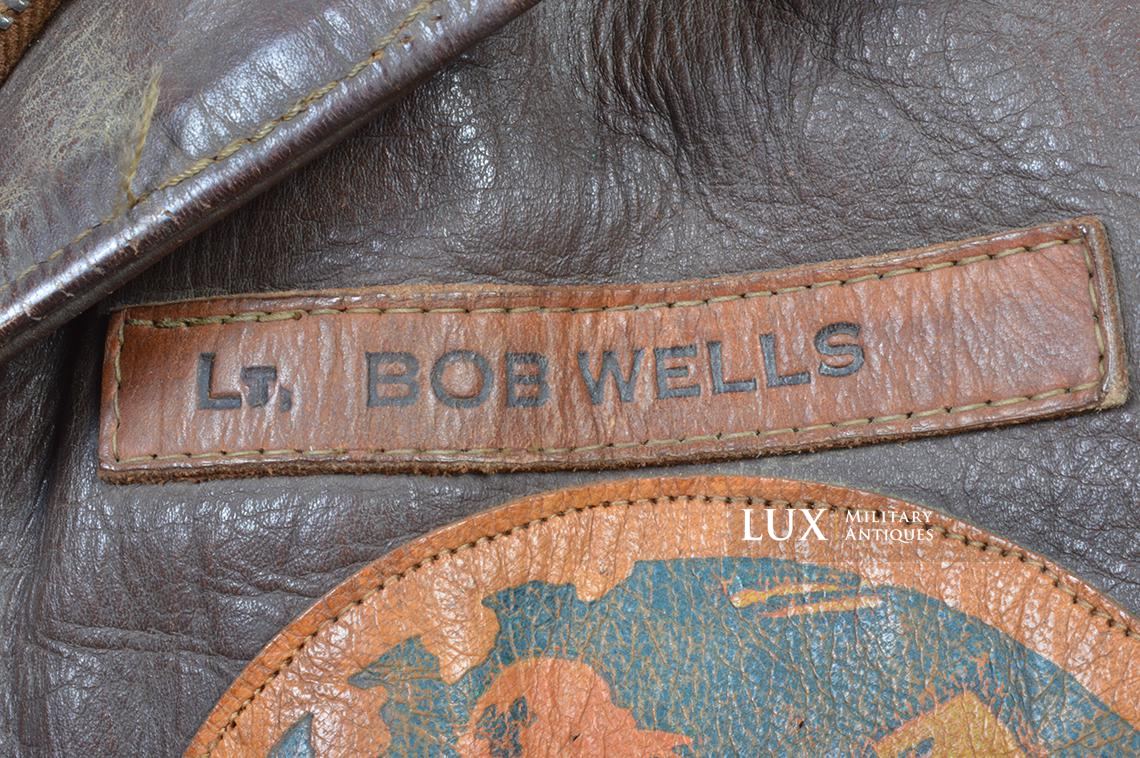 LT. BOB WELLS
LUX MILITARY ANTIQUES